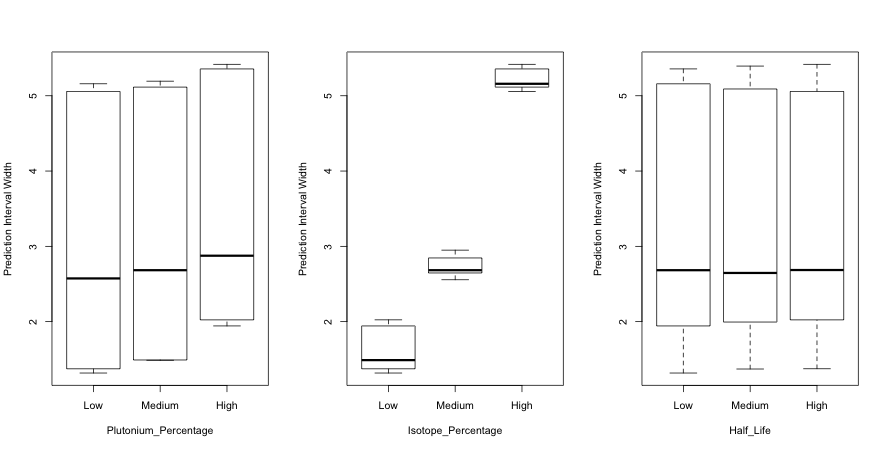 Prediction Interval Width
5
4
3
2
Low Medium High
Plutonium_Percentage
Prediction Interval Width
5
4
3
2
Low Medium High
Isotope_Percentage
Prediction Interval Width
5
4
3
2
Low Medium High
Half_Life